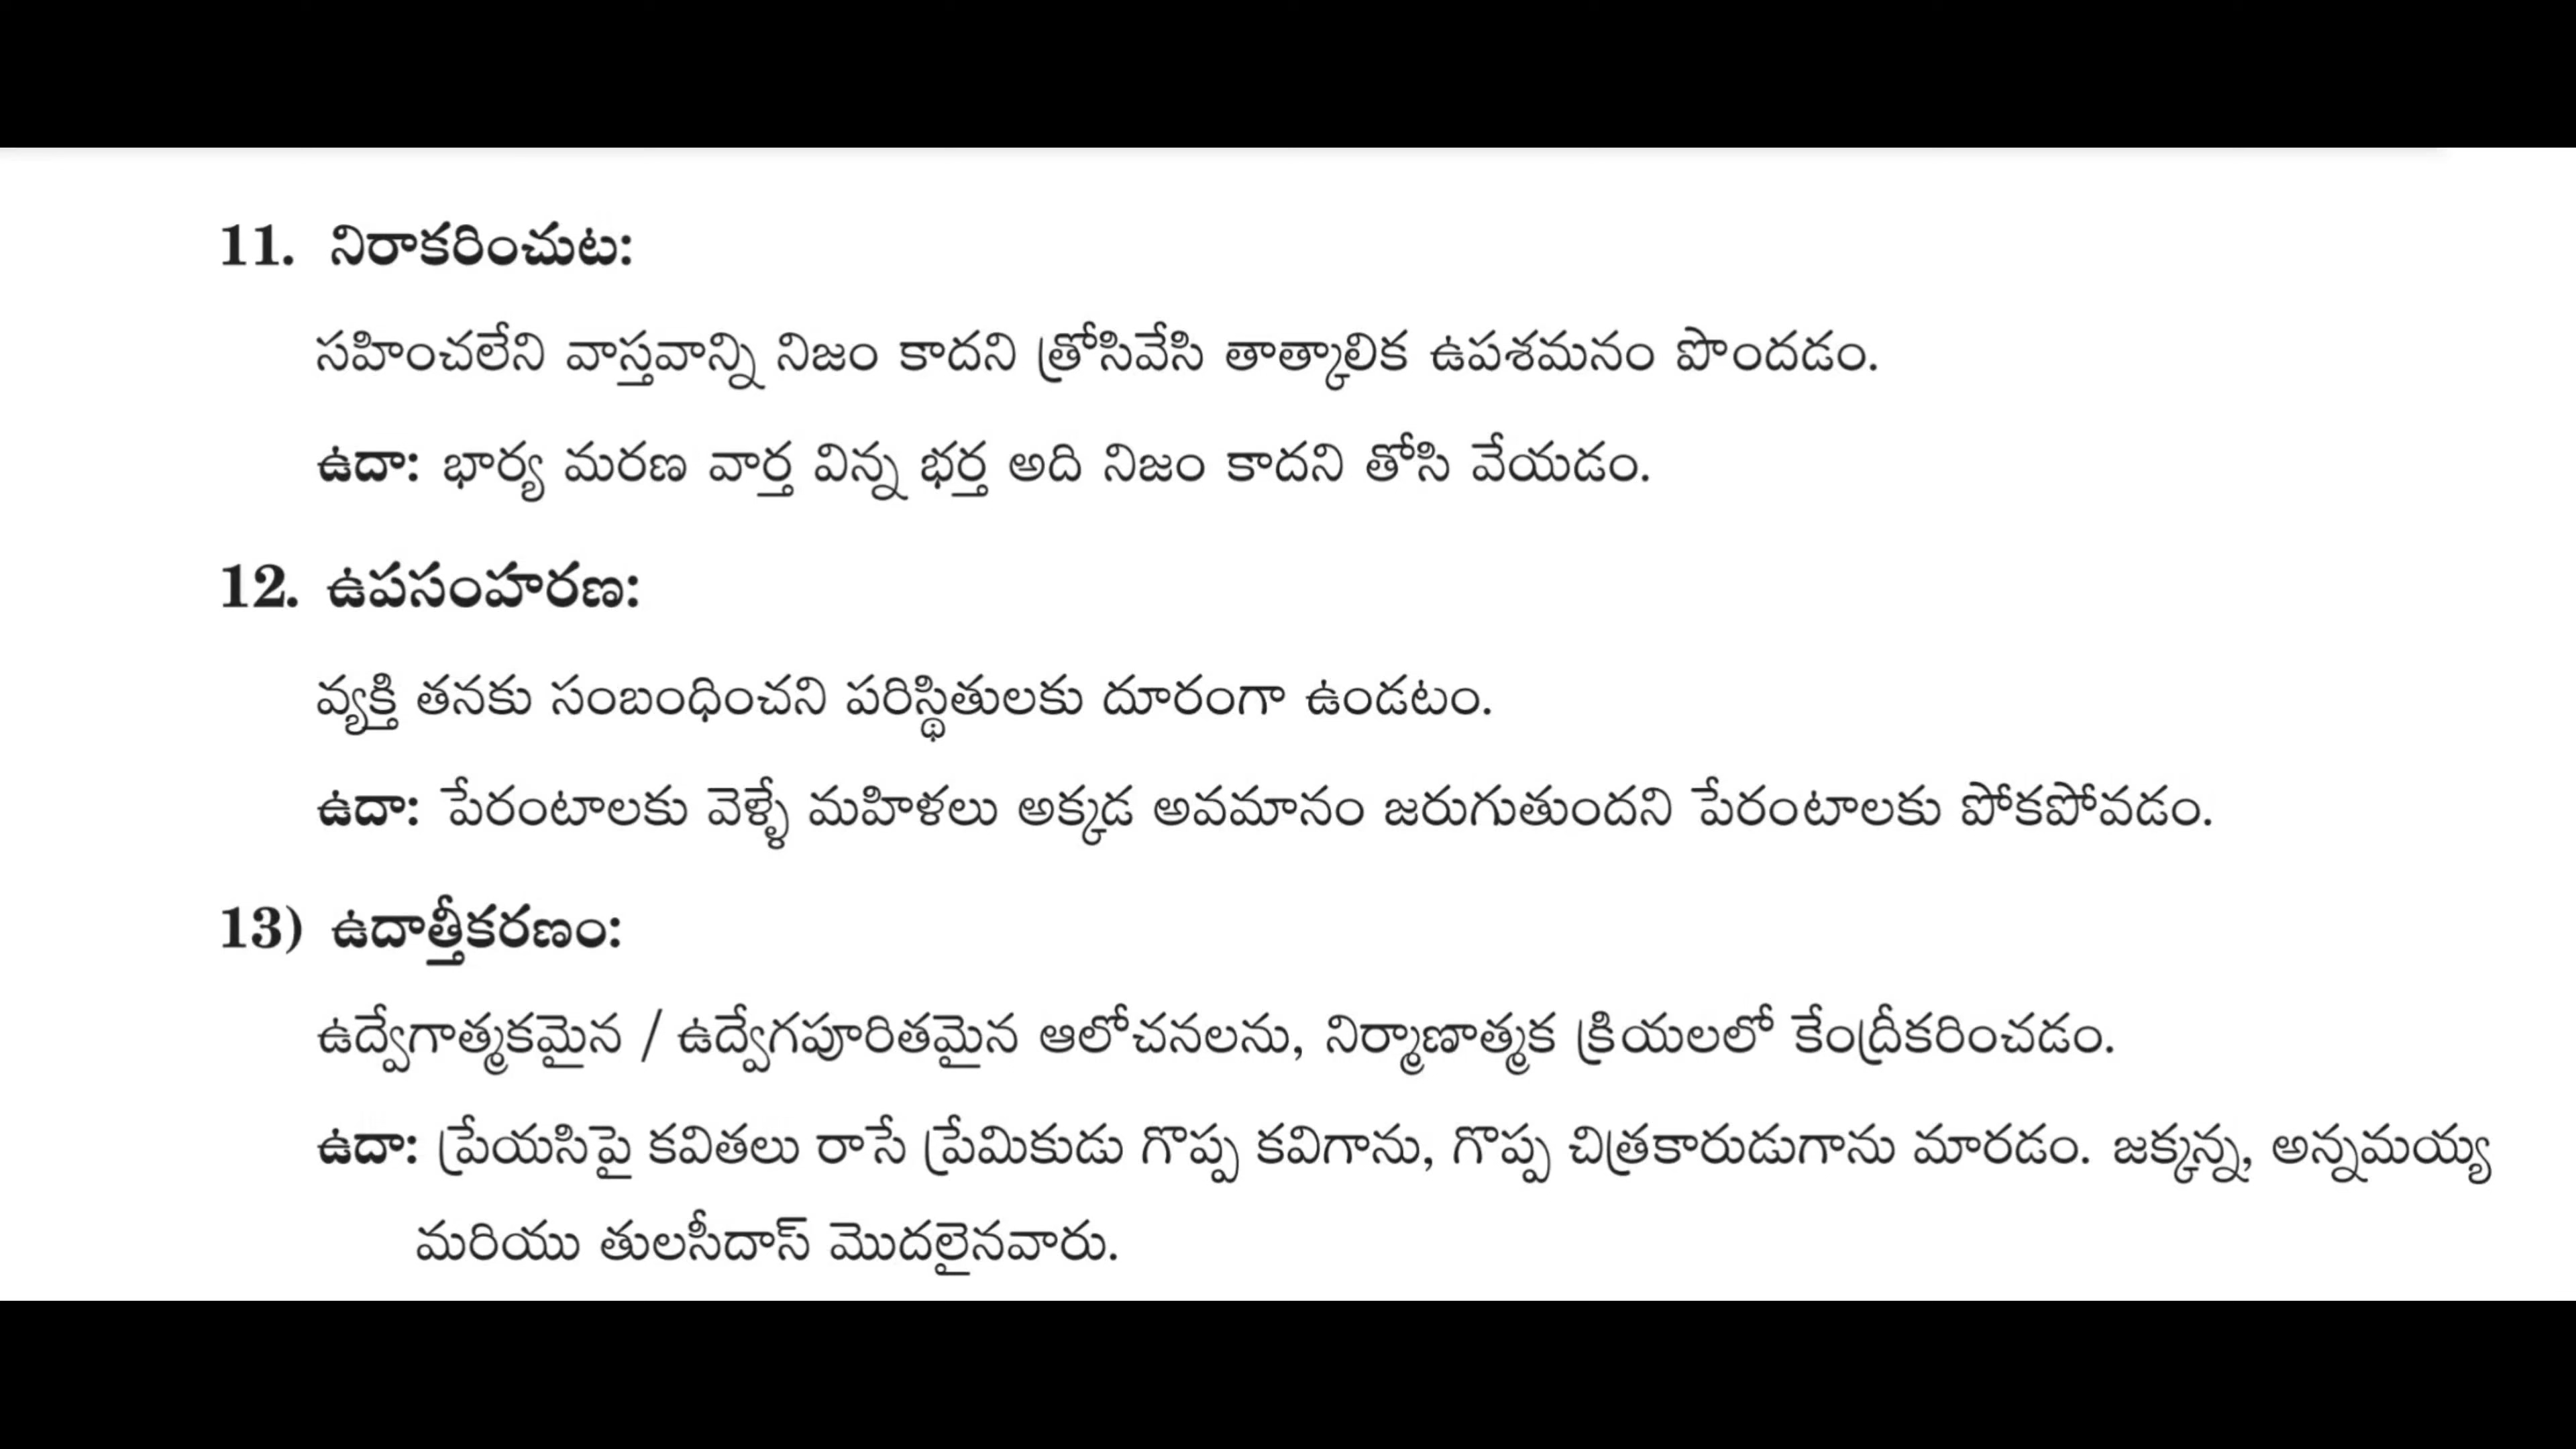 11. నిరాకరించుట:
సహించలేని వాస్తవాన్ని నిజం కాదని త్రోసివేసి తాత్కాలిక ఉపశమనం పొందడం.
ఉదా: భార్య మరణ వార్త విన్న భర్త అది నిజం కాదని తోసి వేయడం.
12. ఉపసంహరణ:
వ్యక్తి తనకు సంబంధించని పరిస్థితులకు దూరంగా ఉండటం.
ఉదా: పేరంటాలకు వెళ్ళే మహిళలు అక్కడ అవమానం జరుగుతుందని పేరంటాలకు పోకపోవడం.
13) ఉదాత్తీకరణం:
ఉద్వేగాత్మకమైన / ఉద్వేగపూరితమైన ఆలోచనలను, నిర్మాణాత్మక క్రియలలో కేంద్రీకరించడం.
ఉదా: ప్రేయసిపై కవితలు రాసే ప్రేమికుడు గొప్ప కవిగాను, గొప్ప చిత్రకారుడుగాను మారడం. జక్కన్న, అన్నమయ్య
మరియు తులసీదాస్ మొదలైనవారు.